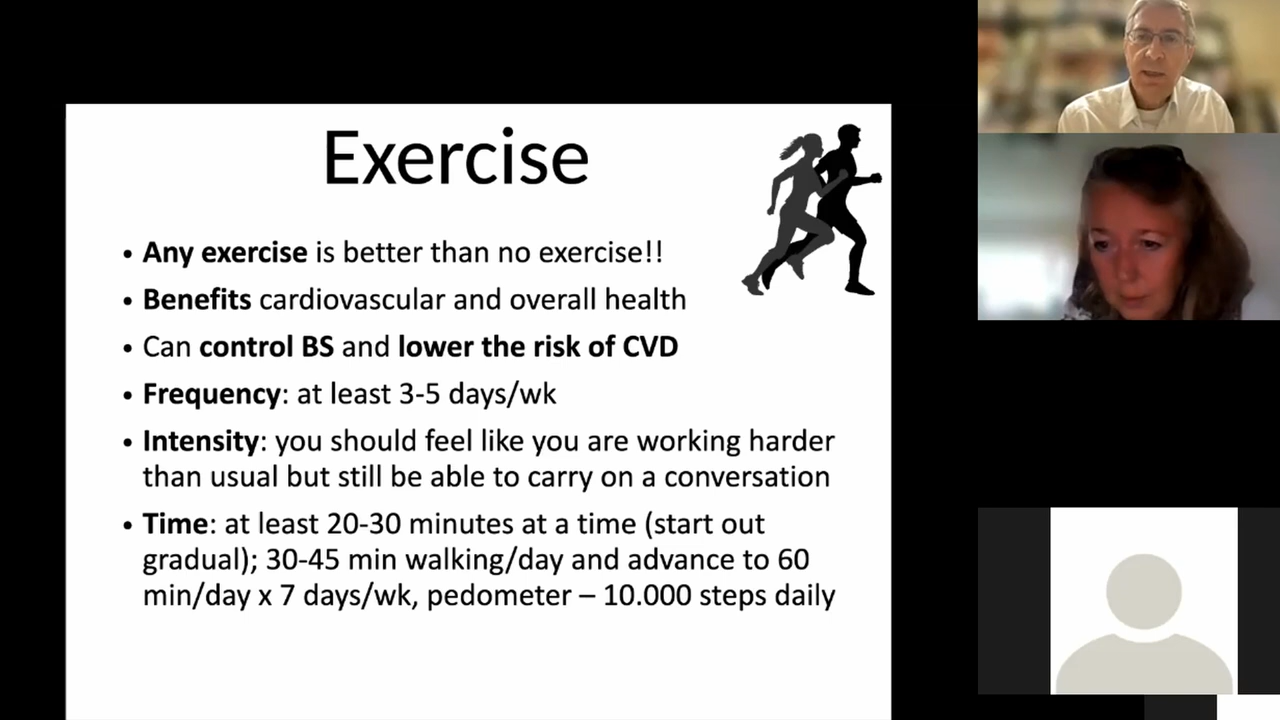 Exercise
• Any exercise is better than no exercise!!
• Benefits cardiovascular and overall health
• Can control BS and lower the risk of CVD
• Frequency: at least 3-5 days/wk
• Intensity: you should feel like you are working harder
than usual but still be able to carry on a conversation
• Time: at least 20-30 minutes at a time (start out
gradual); 30-45 min walking/day and advance to 60
min/day x 7 days/wk, pedometer – 10.000 steps daily